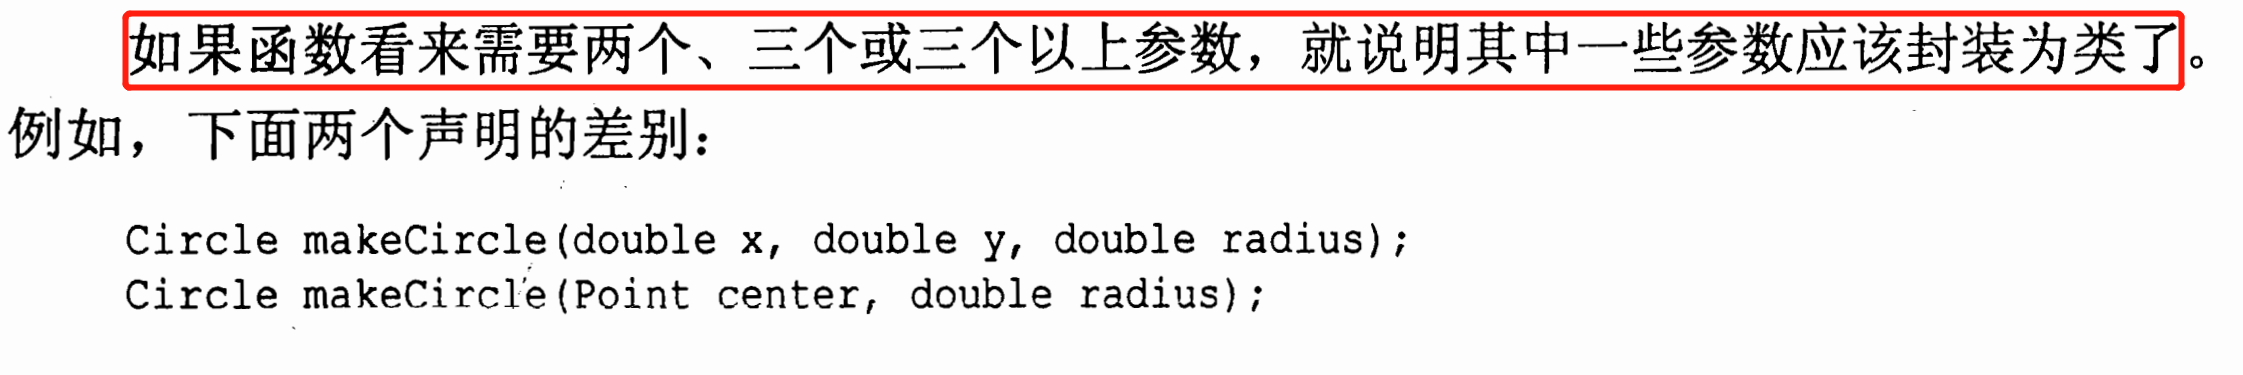 如果函数看来需要两个、三个或三个以上参数，就说明其中一些参数应该封装为类了。
例如，下面两个声明的差别：
Circle makeCircle(double x, double y, double radius);
Circle makeCircle(Point center, double radius);